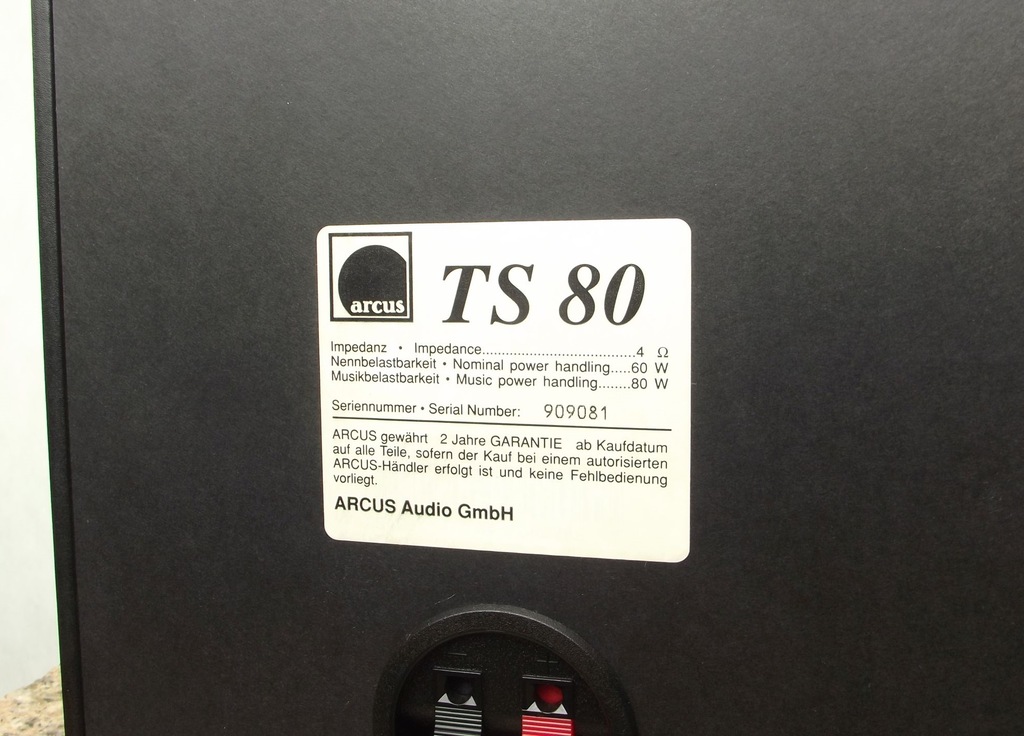 arcus
TS 80
Impedanz • Impedance......................................4 Ω
Nennbelastbarkeit • Nominal power handling.....60 W
Musikbelastbarkeit • Music power handling........80 W
Seriennummer • Serial Number: 909081
ARCUS gewährt 2 Jahre GARANTIE ab Kaufdatum
auf alle Teile, sofern der Kauf bei einem autorisierten
ARCUS-Händler erfolgt ist und keine Fehlbedienung
vorliegt.
ARCUS Audio GmbH
− +